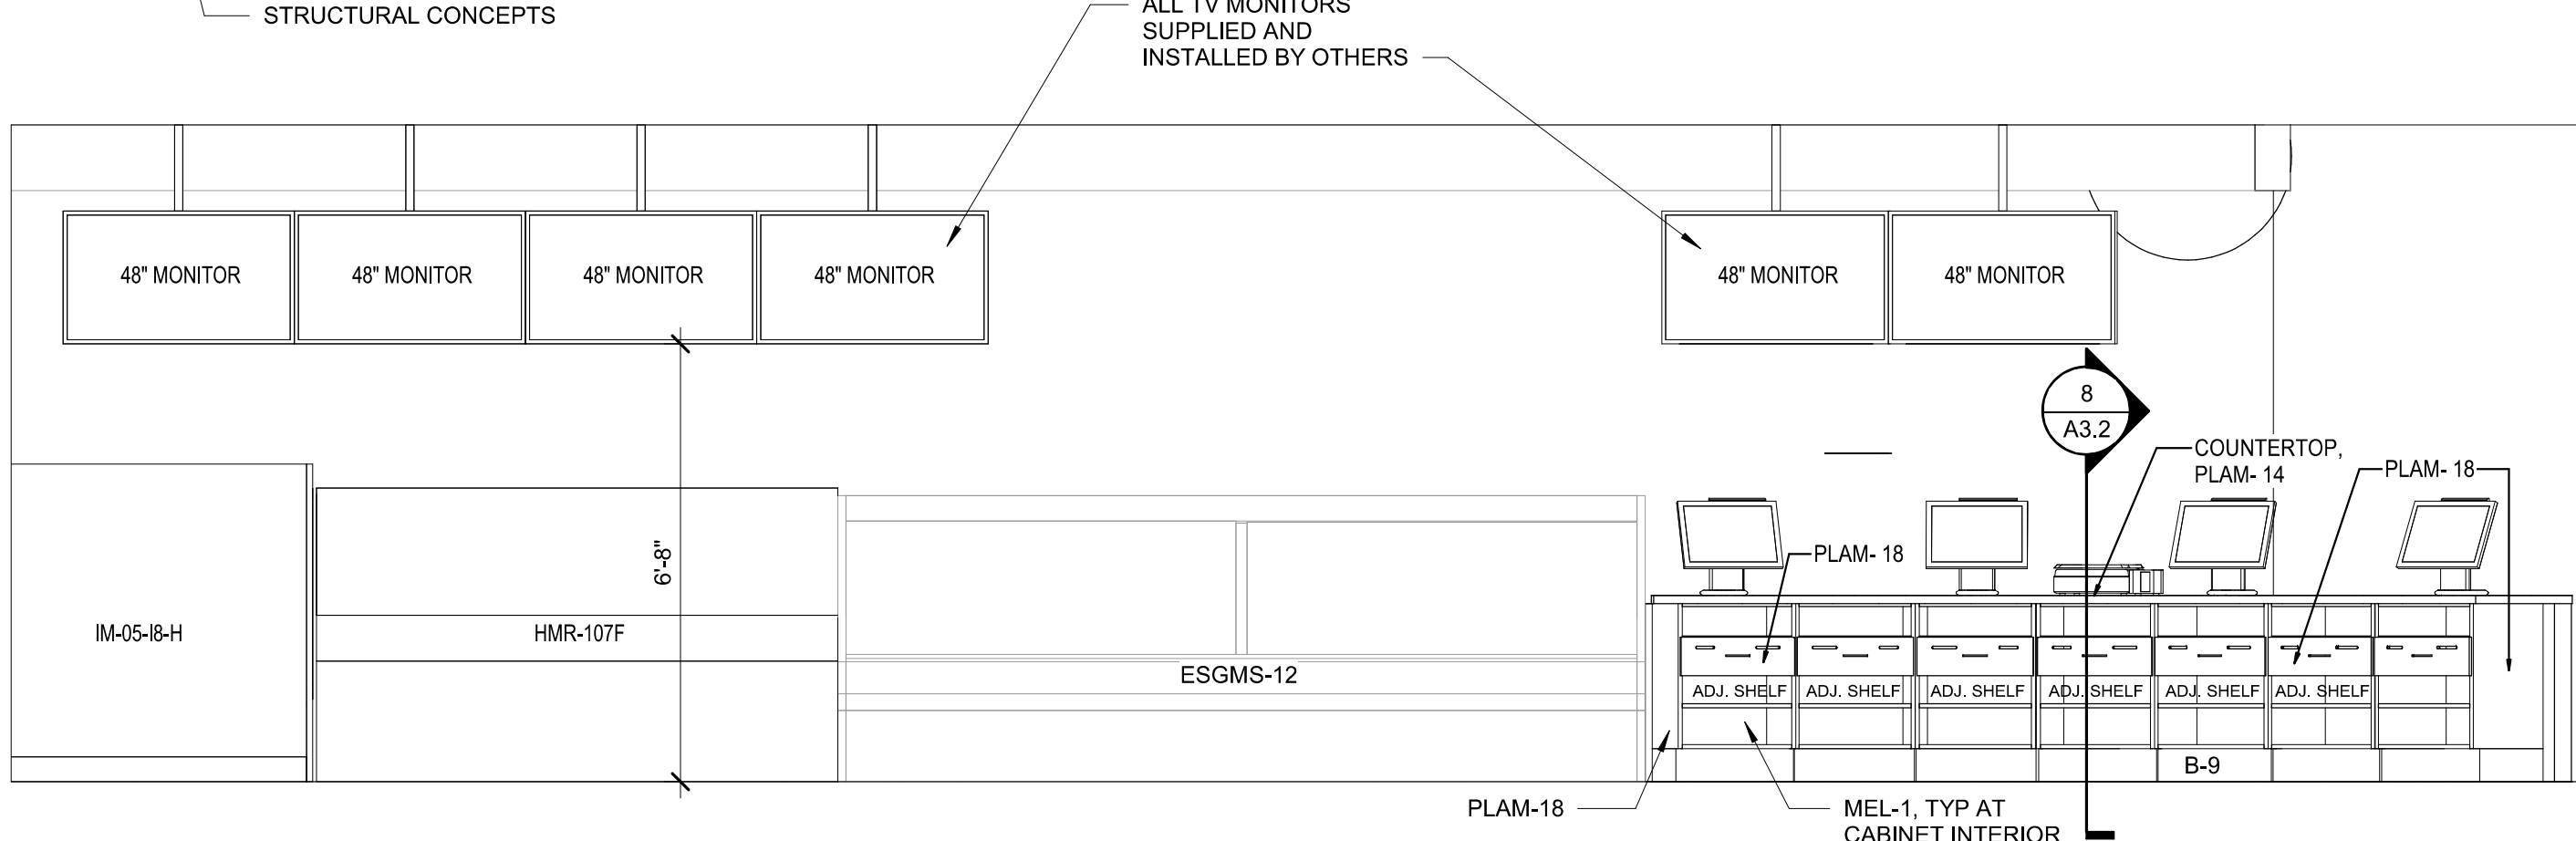 STRUCTURAL CONCEPTS
ALL TV MONITORS
SUPPLIED AND
INSTALLED BY OTHERS
48" MONITOR
48" MONITOR
48" MONITOR
48" MONITOR
48" MONITOR
48" MONITOR
8
A3.2
COUNTERTOP,
PLAM- 14
PLAM- 18
PLAM- 18
6'-8"
IM-05-I8-H
HMR-107F
ESGMS-12
ADJ. SHELF
ADJ. SHELF
ADJ. SHELF
ADJ. SHELF
ADJ. SHELF
ADJ. SHELF
B-9
PLAM-18
MEL-1, TYP AT
CABINET INTERIOR